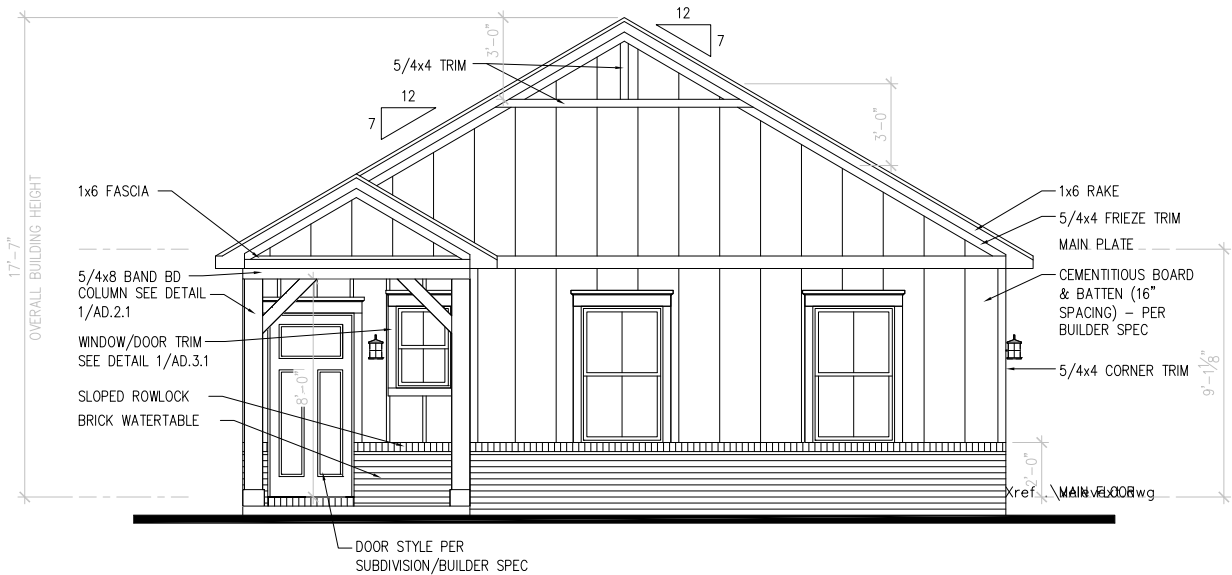 12
7
3'-0"
5/4x4 TRIM
12
7
3'-0"
17'-7"
OVERALL BUILDING HEIGHT
1x6 FASCIA
1x6 RAKE
5/4x4 FRIEZE TRIM
MAIN PLATE
5/4x8 BAND BD
COLUMN SEE DETAIL
1/AD.2.1
CEMENTITIOUS BOARD
& BATTEN (16"
SPACING) – PER
BUILDER SPEC
WINDOW/DOOR TRIM
SEE DETAIL 1/AD.3.1
5/4x4 CORNER TRIM
9'-1⅛"
8'-0"
SLOPED ROWLOCK
BRICK WATERTABLE
2'-0"
Xref
MAIN FLOOR
DOOR STYLE PER
SUBDIVISION/BUILDER SPEC